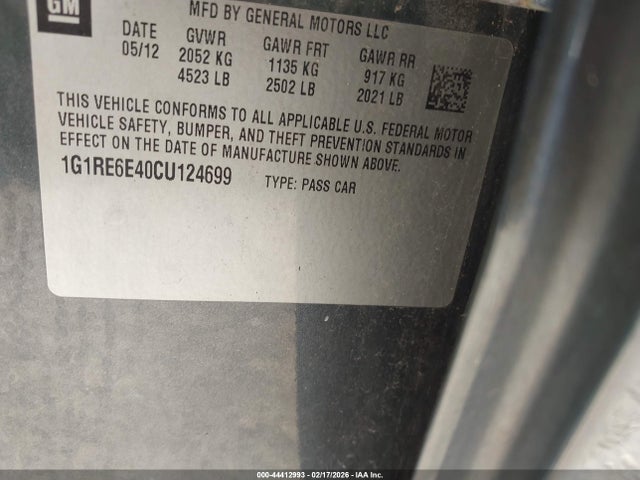 GM
MFD BY GENERAL MOTORS LLC
DATE GVWR GAWR FRT GAWR RR
05/12 2052 KG 1135 KG 917 KG
4523 LB 2502 LB 2021 LB
THIS VEHICLE CONFORMS TO ALL APPLICABLE U.S. FEDERAL MOTOR
VEHICLE SAFETY, BUMPER, AND THEFT PREVENTION STANDARDS IN
EFFECT ON THE DATE OF MANUFACTURE SHOWN ABOVE.
1G1RE6E40CU124699 TYPE: PASS CAR
000-44412993 - 02/17/2026 - IAA Inc.